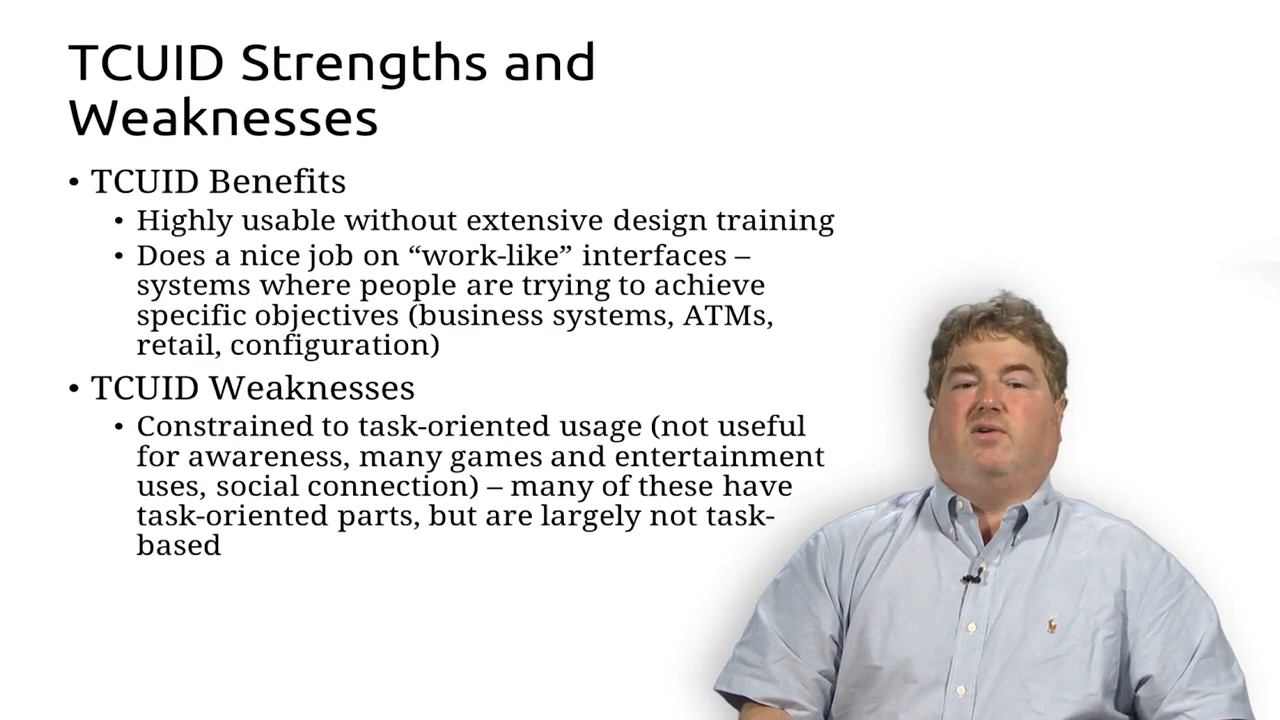 TCUID Strengths and
Weaknesses
• TCUID Benefits
• Highly usable without extensive design training
• Does a nice job on “work-like” interfaces –
systems where people are trying to achieve
specific objectives (business systems, ATMs,
retail, configuration)
• TCUID Weaknesses
• Constrained to task-oriented usage (not useful
for awareness, many games and entertainment
uses, social connection) – many of these have
task-oriented parts, but are largely not task-
based